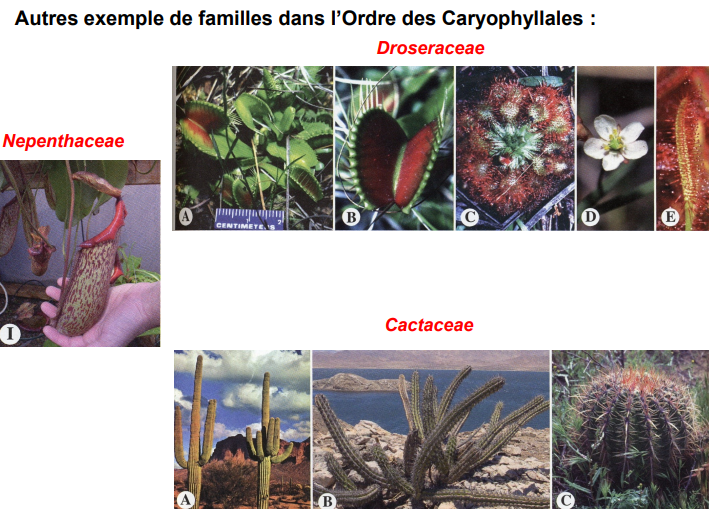 Autres exemple de familles dans l’Ordre des Caryophyllales :
Droseraceae
Nepenthaceae
A
CENTIMETERS
B
C
D
E
I
Cactaceae
A
B
C